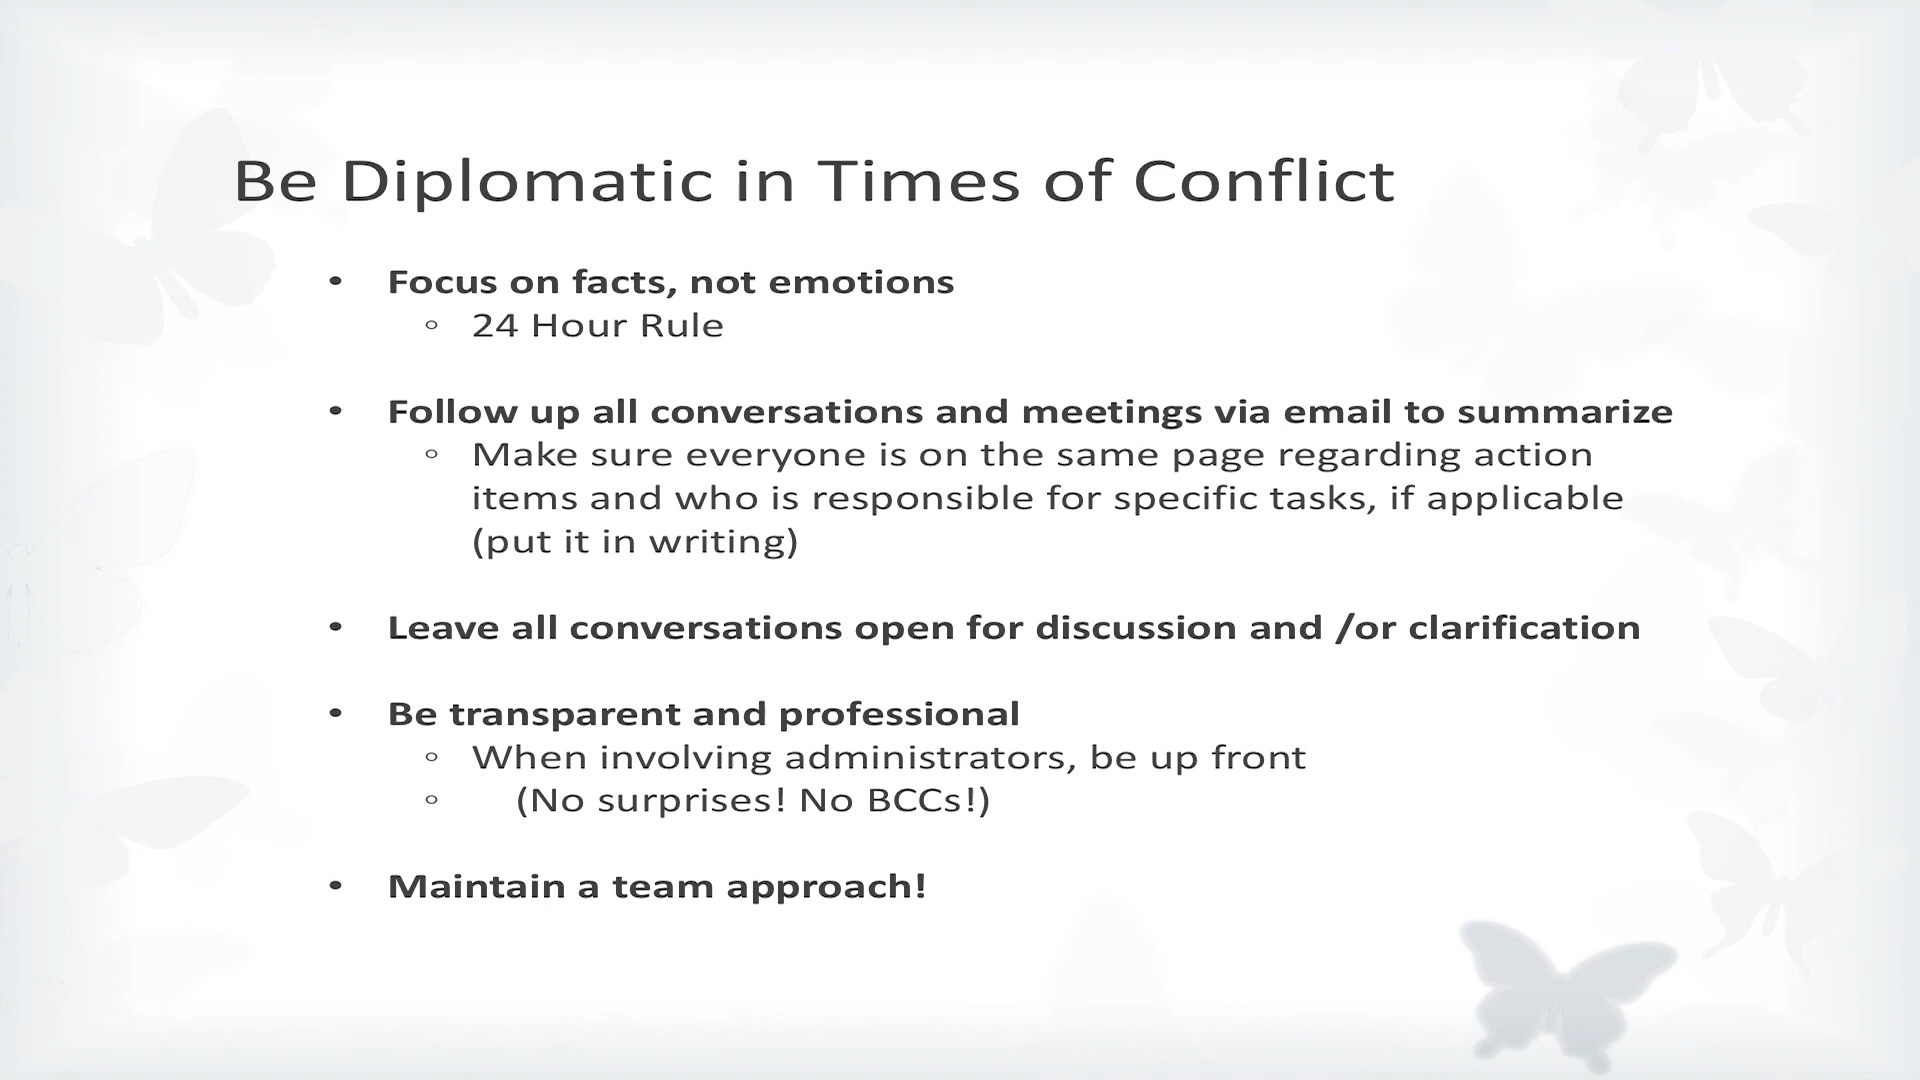 Be Diplomatic in Times of Conflict
• Focus on facts, not emotions
◦ 24 Hour Rule
• Follow up all conversations and meetings via email to summarize
◦ Make sure everyone is on the same page regarding action
items and who is responsible for specific tasks, if applicable
(put it in writing)
• Leave all conversations open for discussion and /or clarification
• Be transparent and professional
◦ When involving administrators, be up front
◦ (No surprises! No BCCs!)
• Maintain a team approach!